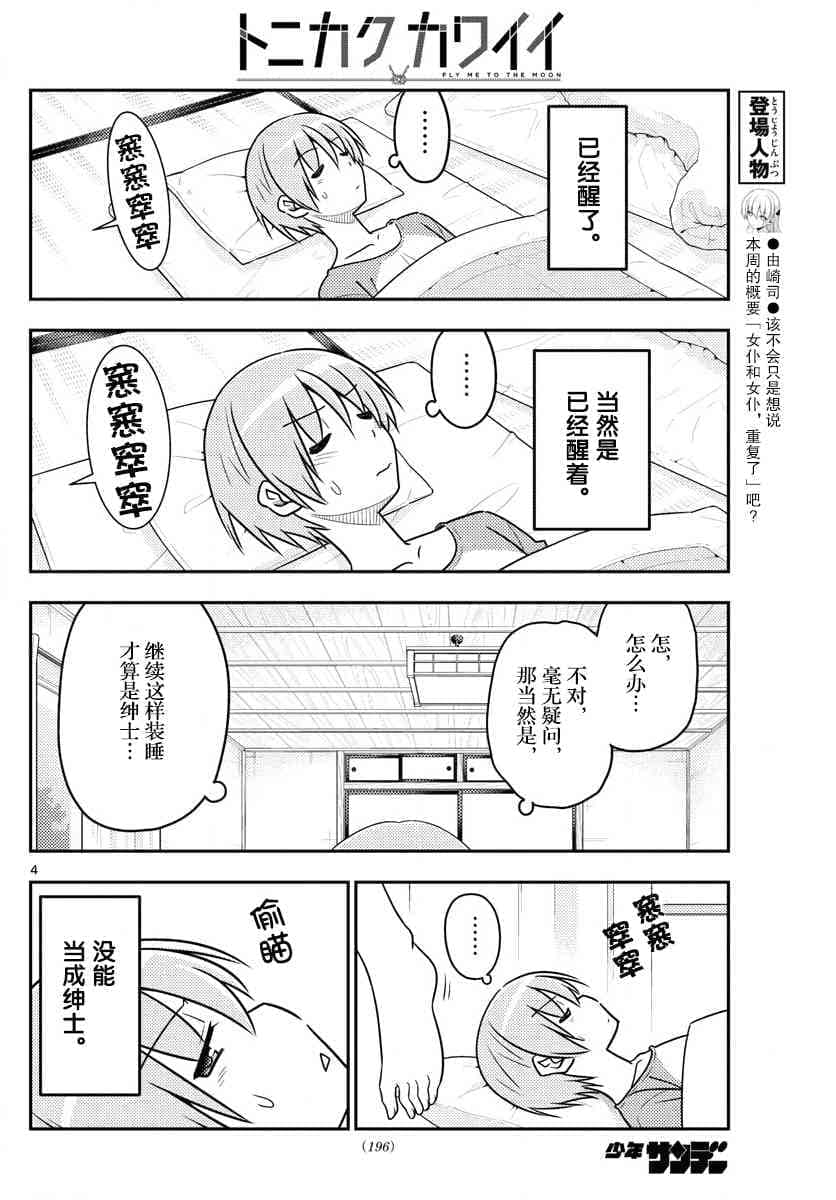 トニカクカワイイ
FLY ME TO THE MOON
登場人物
とうじょうじんぶつ
●由崎司●该不会只是想说
本周的概要「女仆和女仆，重复了」吧？
已经醒了。
……
窸窸窣窣
当然是
已经醒着。
……
窸窸窣窣
怎，
怎么办…
不对，
毫无疑问，
那当然是，
继续这样装睡
才算是绅士…
4
窸窸
窣窣
……
偷瞄
没能
当成绅士。
(196)
少年サンデー